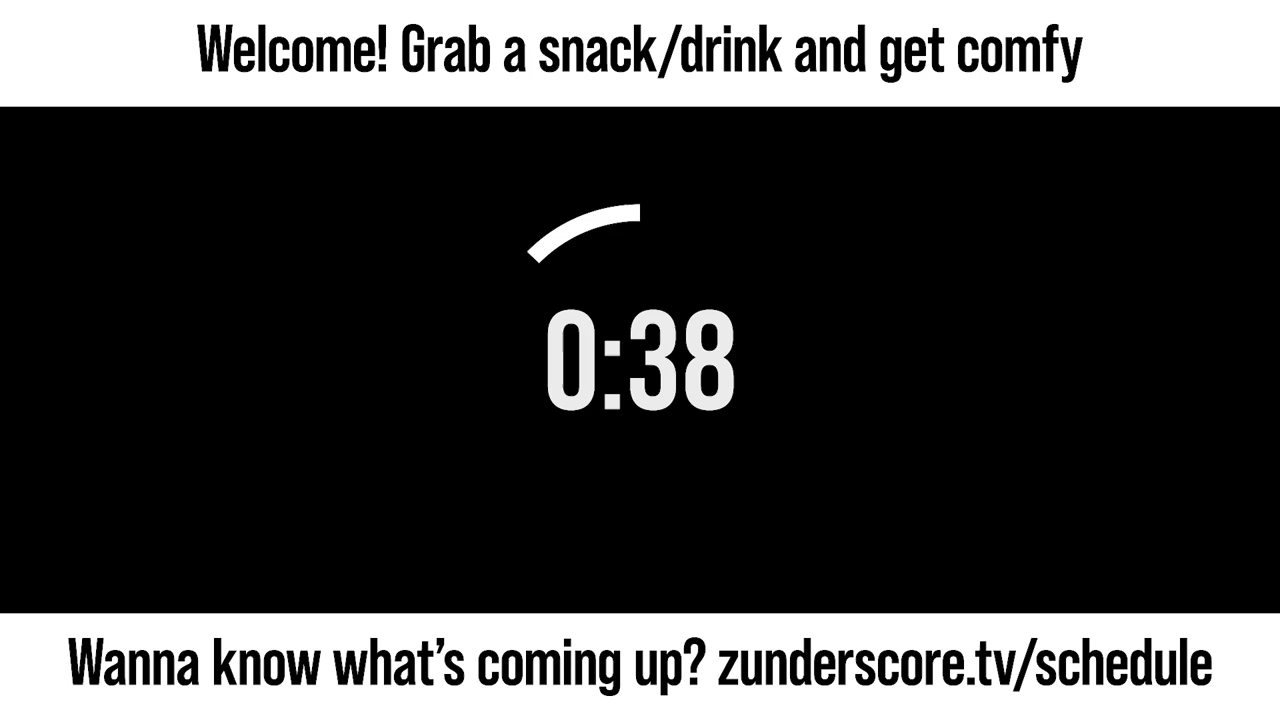 Welcome! Grab a snack/drink and get comfy
0:38
Wanna know what’s coming up? zunderscore.tv/schedule